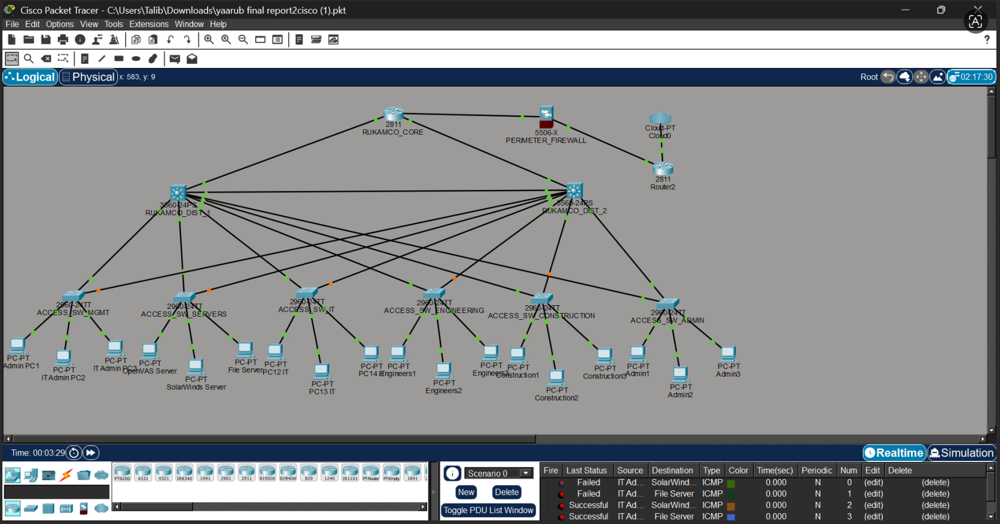 Cisco Packet Tracer - C:\Users\Talib\Downloads\yaarub final report2cisco (1).pkt
File Edit Options View Tools Extensions Window Help
Logical Physical x: 583, y: 9 Root 02:17:30
2811
RUKAMCO_CORE
5506-X
PERIMETER_FIREWALL
Cloud-PT
Cloud0
2811
Router2
3560-24PS
RUKAMCO_DIST_1
3560-24PS
RUKAMCO_DIST_2
2960-24TT
ACCESS_SW_MGMT
2960-24TT
ACCESS_SW_SERVERS
2960-24TT
ACCESS_SW_IT
2960-24TT
ACCESS_SW_ENGINEERING
2960-24TT
ACCESS_SW_CONSTRUCTION
2960-24TT
ACCESS_SW_ADMIN
PC-PT
Admin PC1
PC-PT
IT Admin PC2
PC-PT
IT Admin PC3
PC-PT
OpenVAS Server
PC-PT
SolarWinds Server
PC-PT
File Server
PC-PT
PC12 IT
PC-PT
PC13 IT
PC-PT
PC14 IT
PC-PT
Engineers1
PC-PT
Engineers2
PC-PT
Engineers3
PC-PT
Construction1
PC-PT
Construction2
PC-PT
Construction3
PC-PT
Admin1
PC-PT
Admin2
PC-PT
Admin3
Time: 00:03:29 Realtime Simulation
PT8200 4331 4321 IR8340 1941 2901 2911 819IOX 819HGW 829 1240 IR1101 PT-Router PT-Empty 1841
Scenario 0
New Delete
Toggle PDU List Window
Fire Last Status Source Destination Type Color Time(sec) Periodic Num Edit Delete
Failed IT Ad... SolarWind... ICMP 0.000 N 0 (edit) (delete)
Failed IT Ad... File Server ICMP 0.000 N 1 (edit) (delete)
Successful IT Ad... SolarWind... ICMP 0.000 N 2 (edit) (delete)
Successful IT Ad... File Server ICMP 0.000 N 3 (edit) (delete)